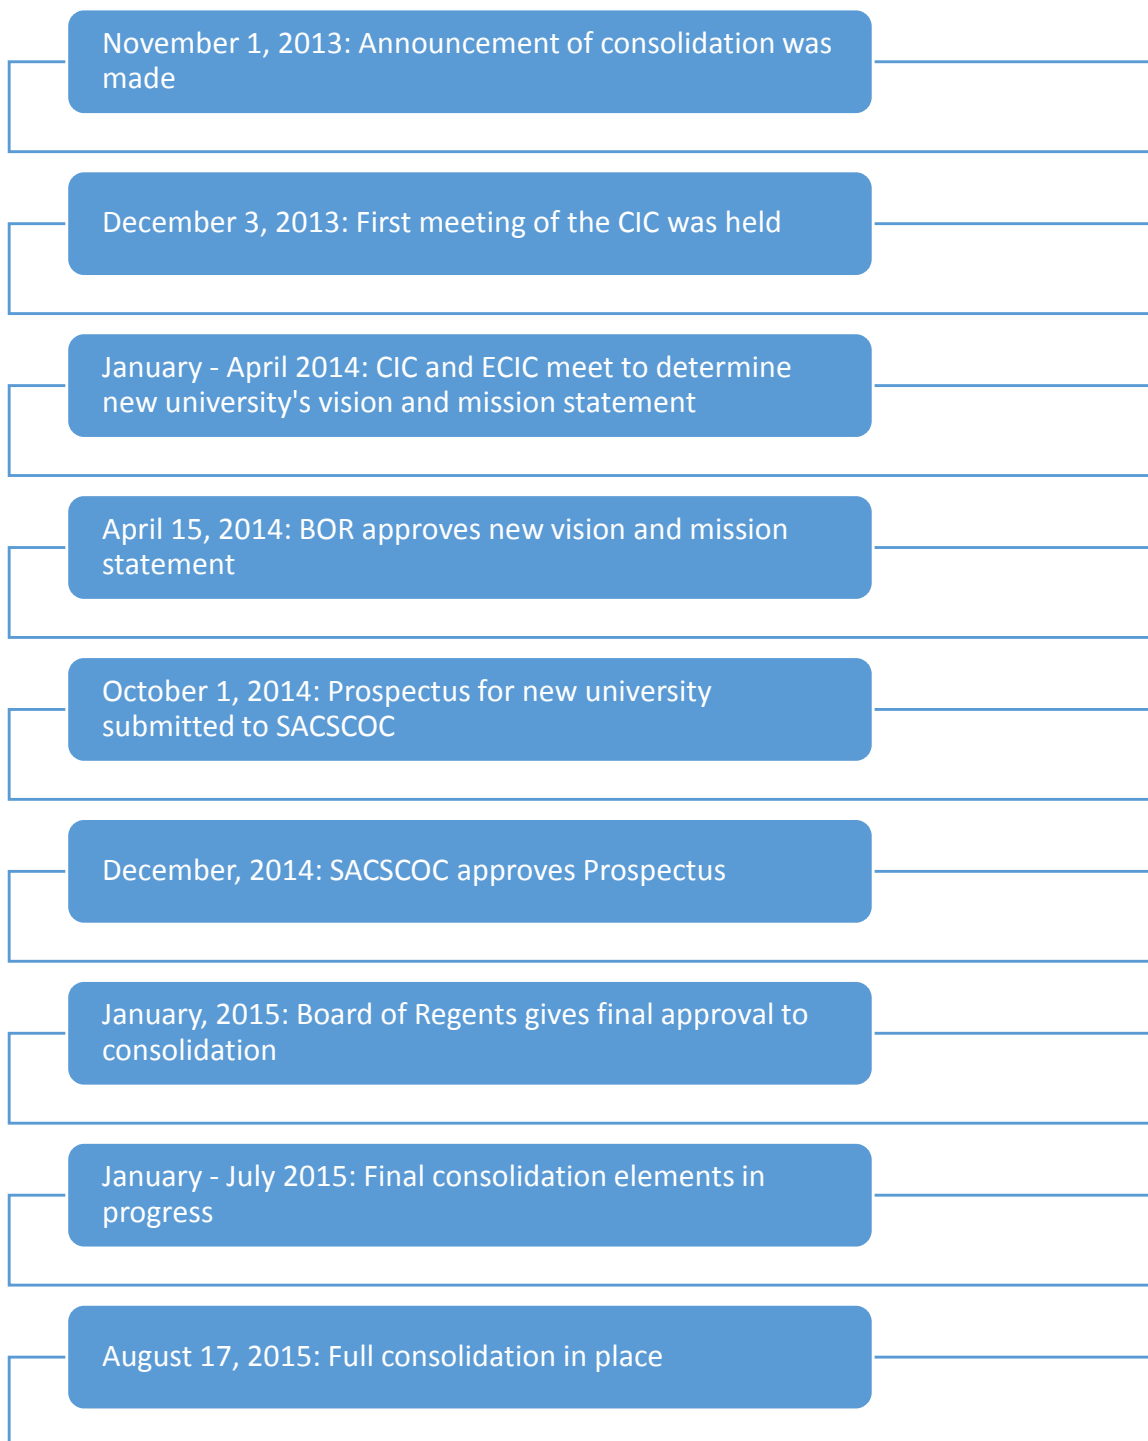 November 1, 2013: Announcement of consolidation was
made
December 3, 2013: First meeting of the CIC was held
January - April 2014: CIC and ECIC meet to determine
new university's vision and mission statement
April 15, 2014: BOR approves new vision and mission
statement
October 1, 2014: Prospectus for new university
submitted to SACSCOC
December, 2014: SACSCOC approves Prospectus
January, 2015: Board of Regents gives final approval to
consolidation
January - July 2015: Final consolidation elements in
progress
August 17, 2015: Full consolidation in place